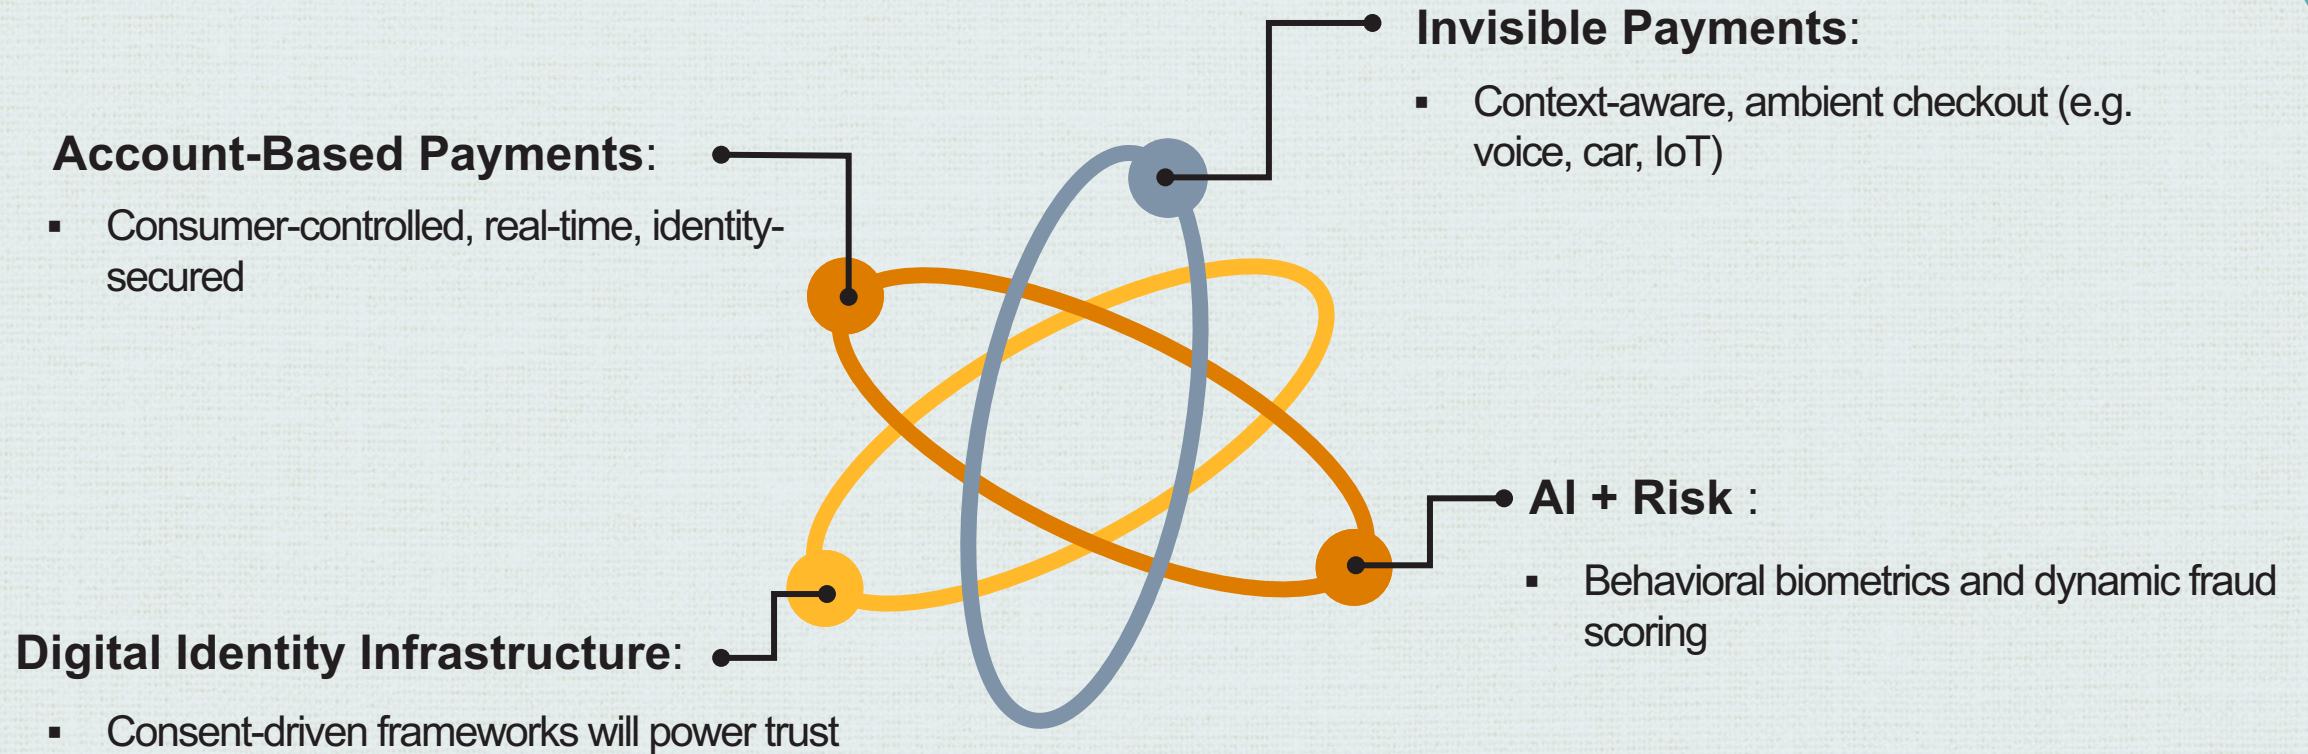 Invisible Payments:
▪ Context-aware, ambient checkout (e.g.
voice, car, IoT)
Account-Based Payments:
▪ Consumer-controlled, real-time, identity-
secured
AI + Risk :
▪ Behavioral biometrics and dynamic fraud
scoring
Digital Identity Infrastructure:
▪ Consent-driven frameworks will power trust